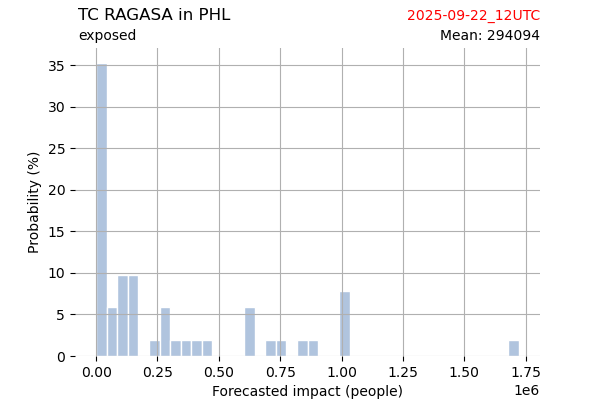 TC RAGASA in PHL
2025-09-22_12UTC
exposed
Mean: 294094
35
30
25
20
15
10
5
0
Probability (%)
0.00 0.25 0.50 0.75 1.00 1.25 1.50 1.75
1e6
Forecasted impact (people)